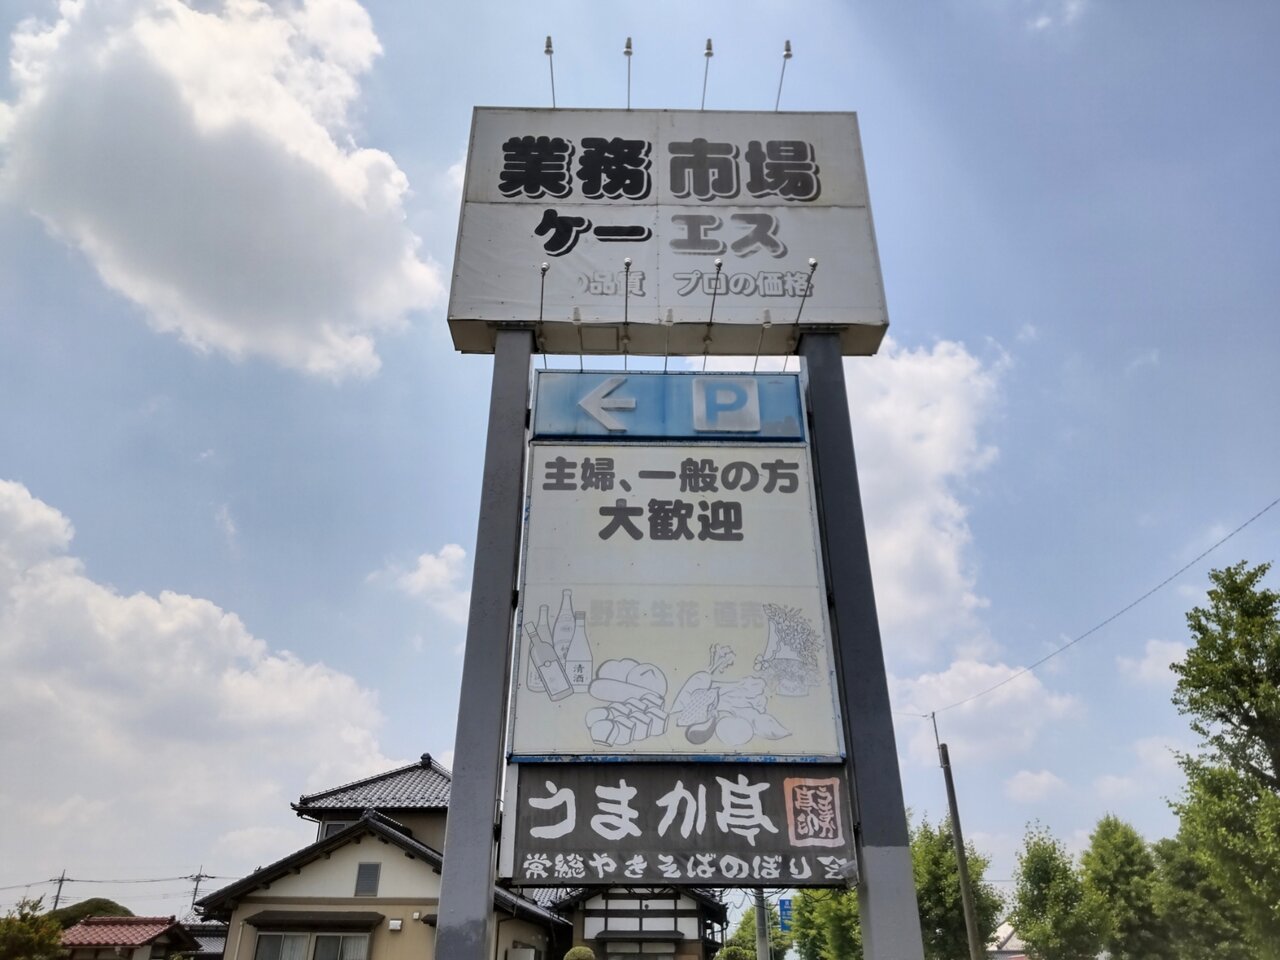 業務市場
ケーエス
の品質 プロの価格
P
主婦、一般の方
大歓迎
野菜 生花 直売
清酒
うまか亭
常総やきそばのぼり会